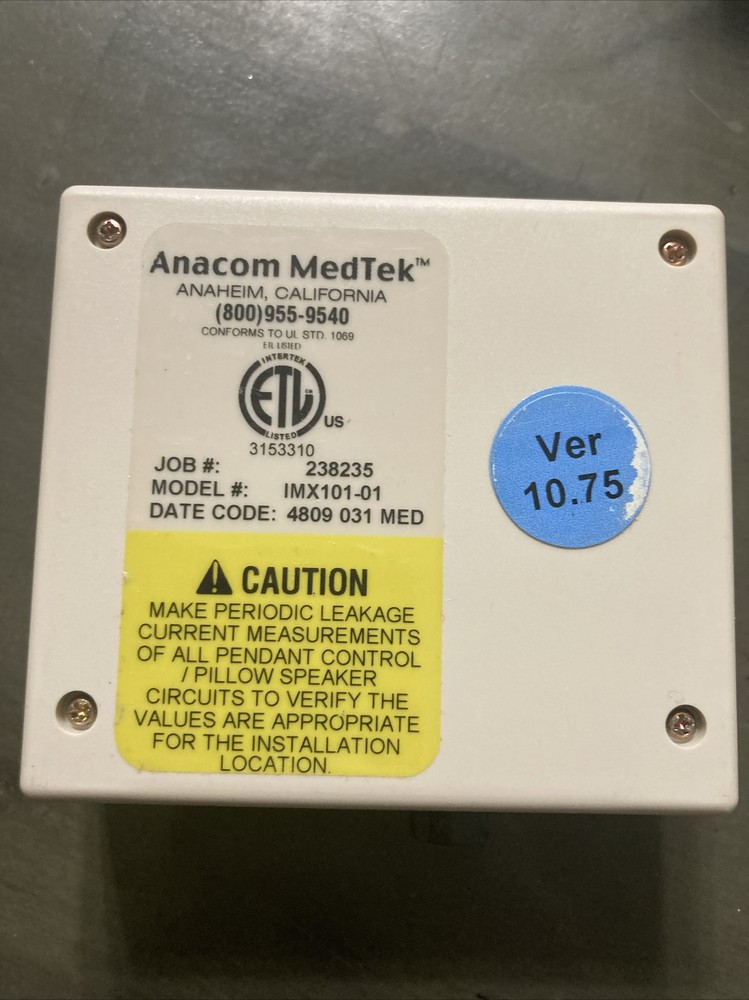 Anacom MedTek™
ANAHEIM, CALIFORNIA
(800)955-9540
CONFORMS TO UL STD. 1069
ETL LISTED
INTERTEK
ETL
US
LISTED
3153310
JOB #: 238235
MODEL #: IMX101-01
DATE CODE: 4809 031 MED
CAUTION
MAKE PERIODIC LEAKAGE
CURRENT MEASUREMENTS
OF ALL PENDANT CONTROL
/ PILLOW SPEAKER
CIRCUITS TO VERIFY THE
VALUES ARE APPROPRIATE
FOR THE INSTALLATION
LOCATION.
Ver
10.75